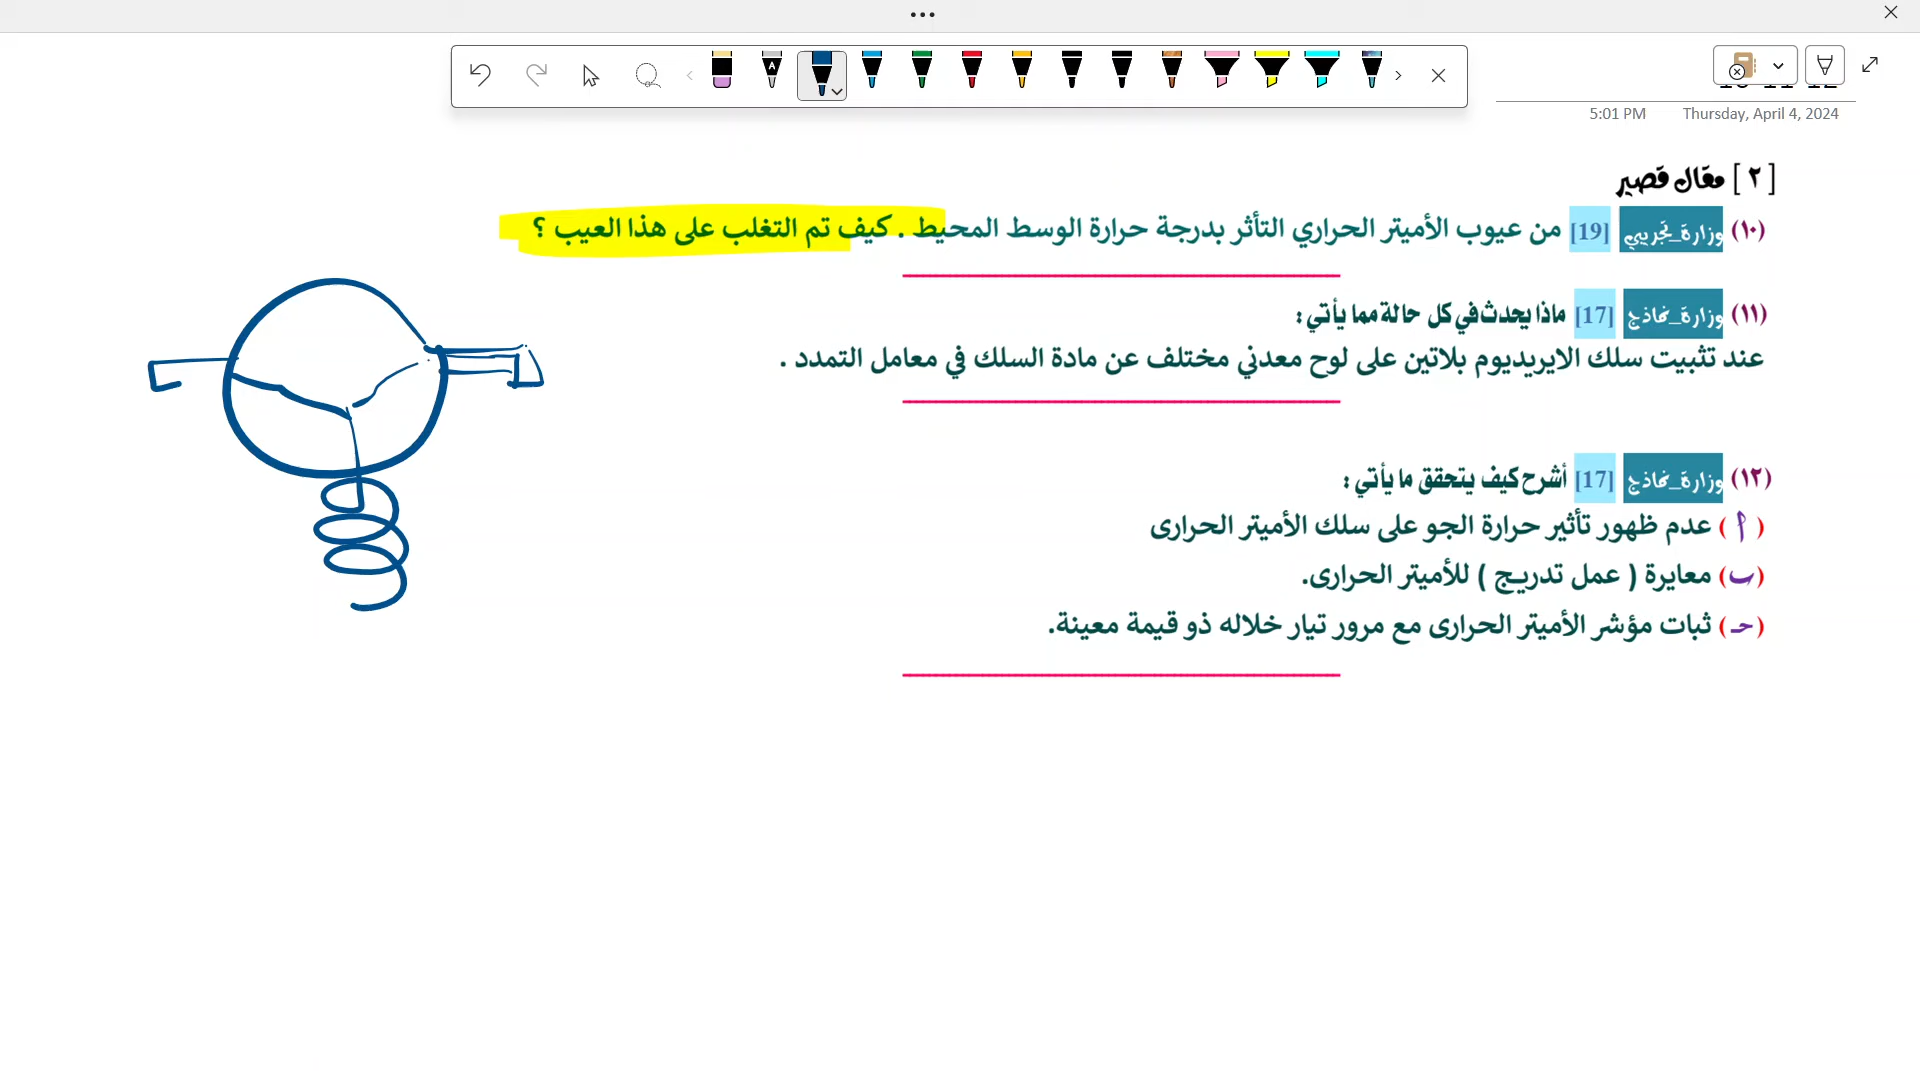 5:01 PM Thursday, April 4, 2024
[ ٢ ] مقال قصير
(١٠) وزارة_تجريبي [19] من عيوب الأميتر الحراري التأثر بدرجة حرارة الوسط المحيط . كيف تم التغلب على هذا العيب ؟
(١١) وزارة_نماذج [17] ماذا يحدث في كل حالة مما يأتي :
عند تثبيت سلك الايريديوم بلاتين على لوح معدني مختلف عن مادة السلك في معامل التمدد .
(١٢) وزارة_نماذج [17] أشرح كيف يتحقق ما يأتي :
( أ ) عدم ظهور تأثير حرارة الجو على سلك الأميتر الحرارى
(ب) معايرة ( عمل تدريج ) للأميتر الحرارى.
(حـ) ثبات مؤشر الأميتر الحرارى مع مرور تيار خلاله ذو قيمة معينة.